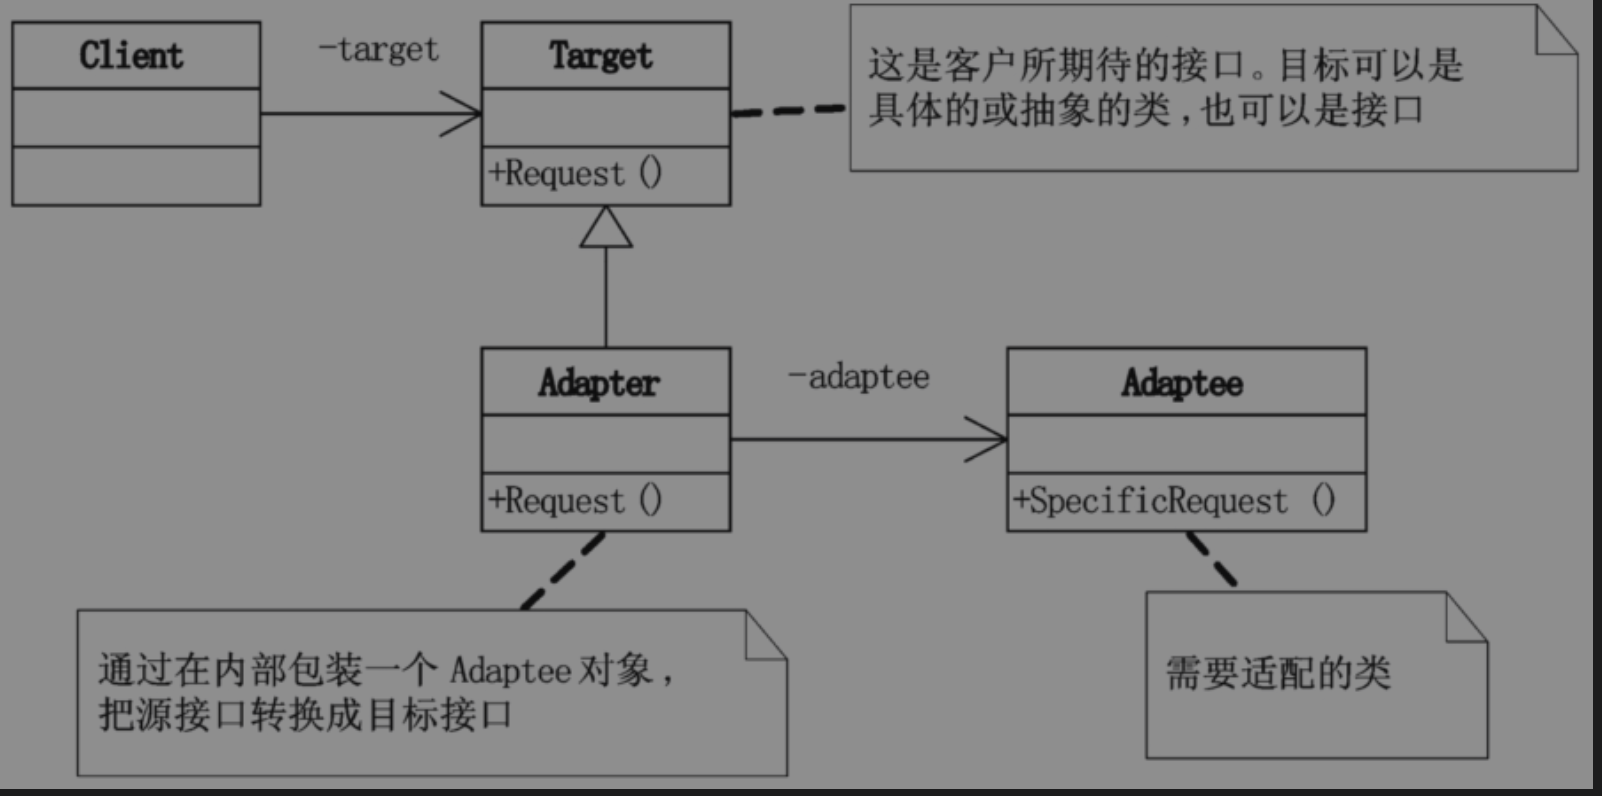 Client
-target
Target
+Request()
这是客户所期待的接口。目标可以是
具体的或抽象的类,也可以是接口
Adapter
+Request()
-adaptee
Adaptee
+SpecificRequest ()
通过在内部包装一个 Adaptee 对象,
把源接口转换成目标接口
需要适配的类